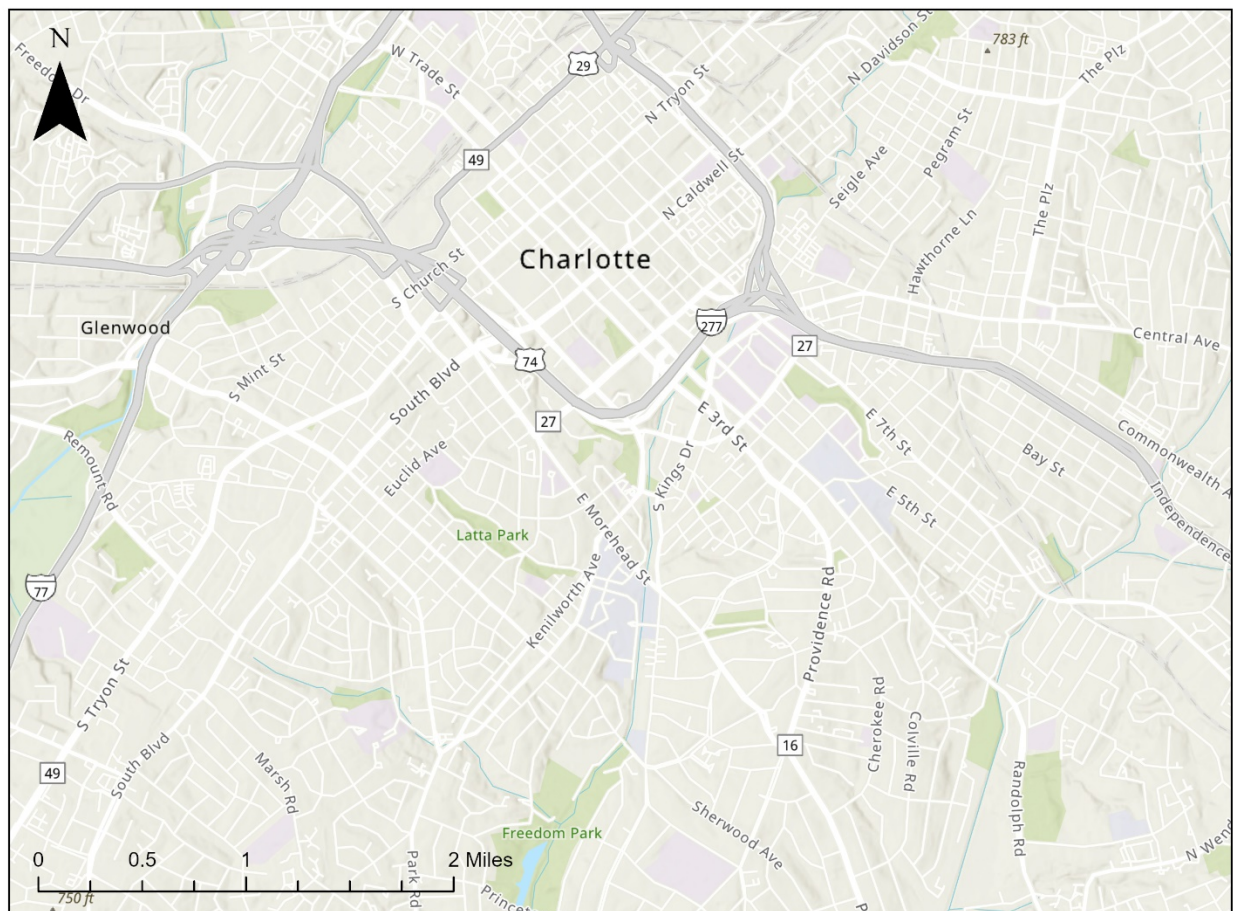 N
Freedom Dr
W Trade St
29
N Tryon St
N Davidson St
783 ft
The Plz
49
Pegram St
Seigle Ave
N Caldwell St
The Plz
Hawthorne Ln
Charlotte
S Church St
Glenwood
277
Central Ave
27
74
S Mint St
South Blvd
27
E 3rd St
E 7th St
Commonwealth A
Remount Rd
Euclid Ave
S Kings Dr
Bay St
E 5th St
Independence
Latta Park
E Morehead St
77
Kenilworth Ave
Providence Rd
S Tryon St
Cherokee Rd
Colville Rd
16
49
South Blvd
Marsh Rd
Randolph Rd
Sherwood Ave
Freedom Park
N Wend
0 0.5 1 2 Miles
Park Rd
Princet
P
750 ft